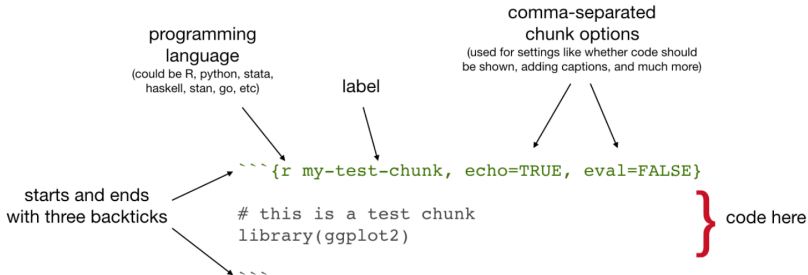 comma-separated
chunk options
(used for settings like whether code should
be shown, adding captions, and much more)
programming
language
(could be R, python, stata,
haskell, stan, go, etc)
label
```{r my-test-chunk, echo=TRUE, eval=FALSE}
starts and ends
with three backticks
# this is a test chunk
library(ggplot2)
} code here
```